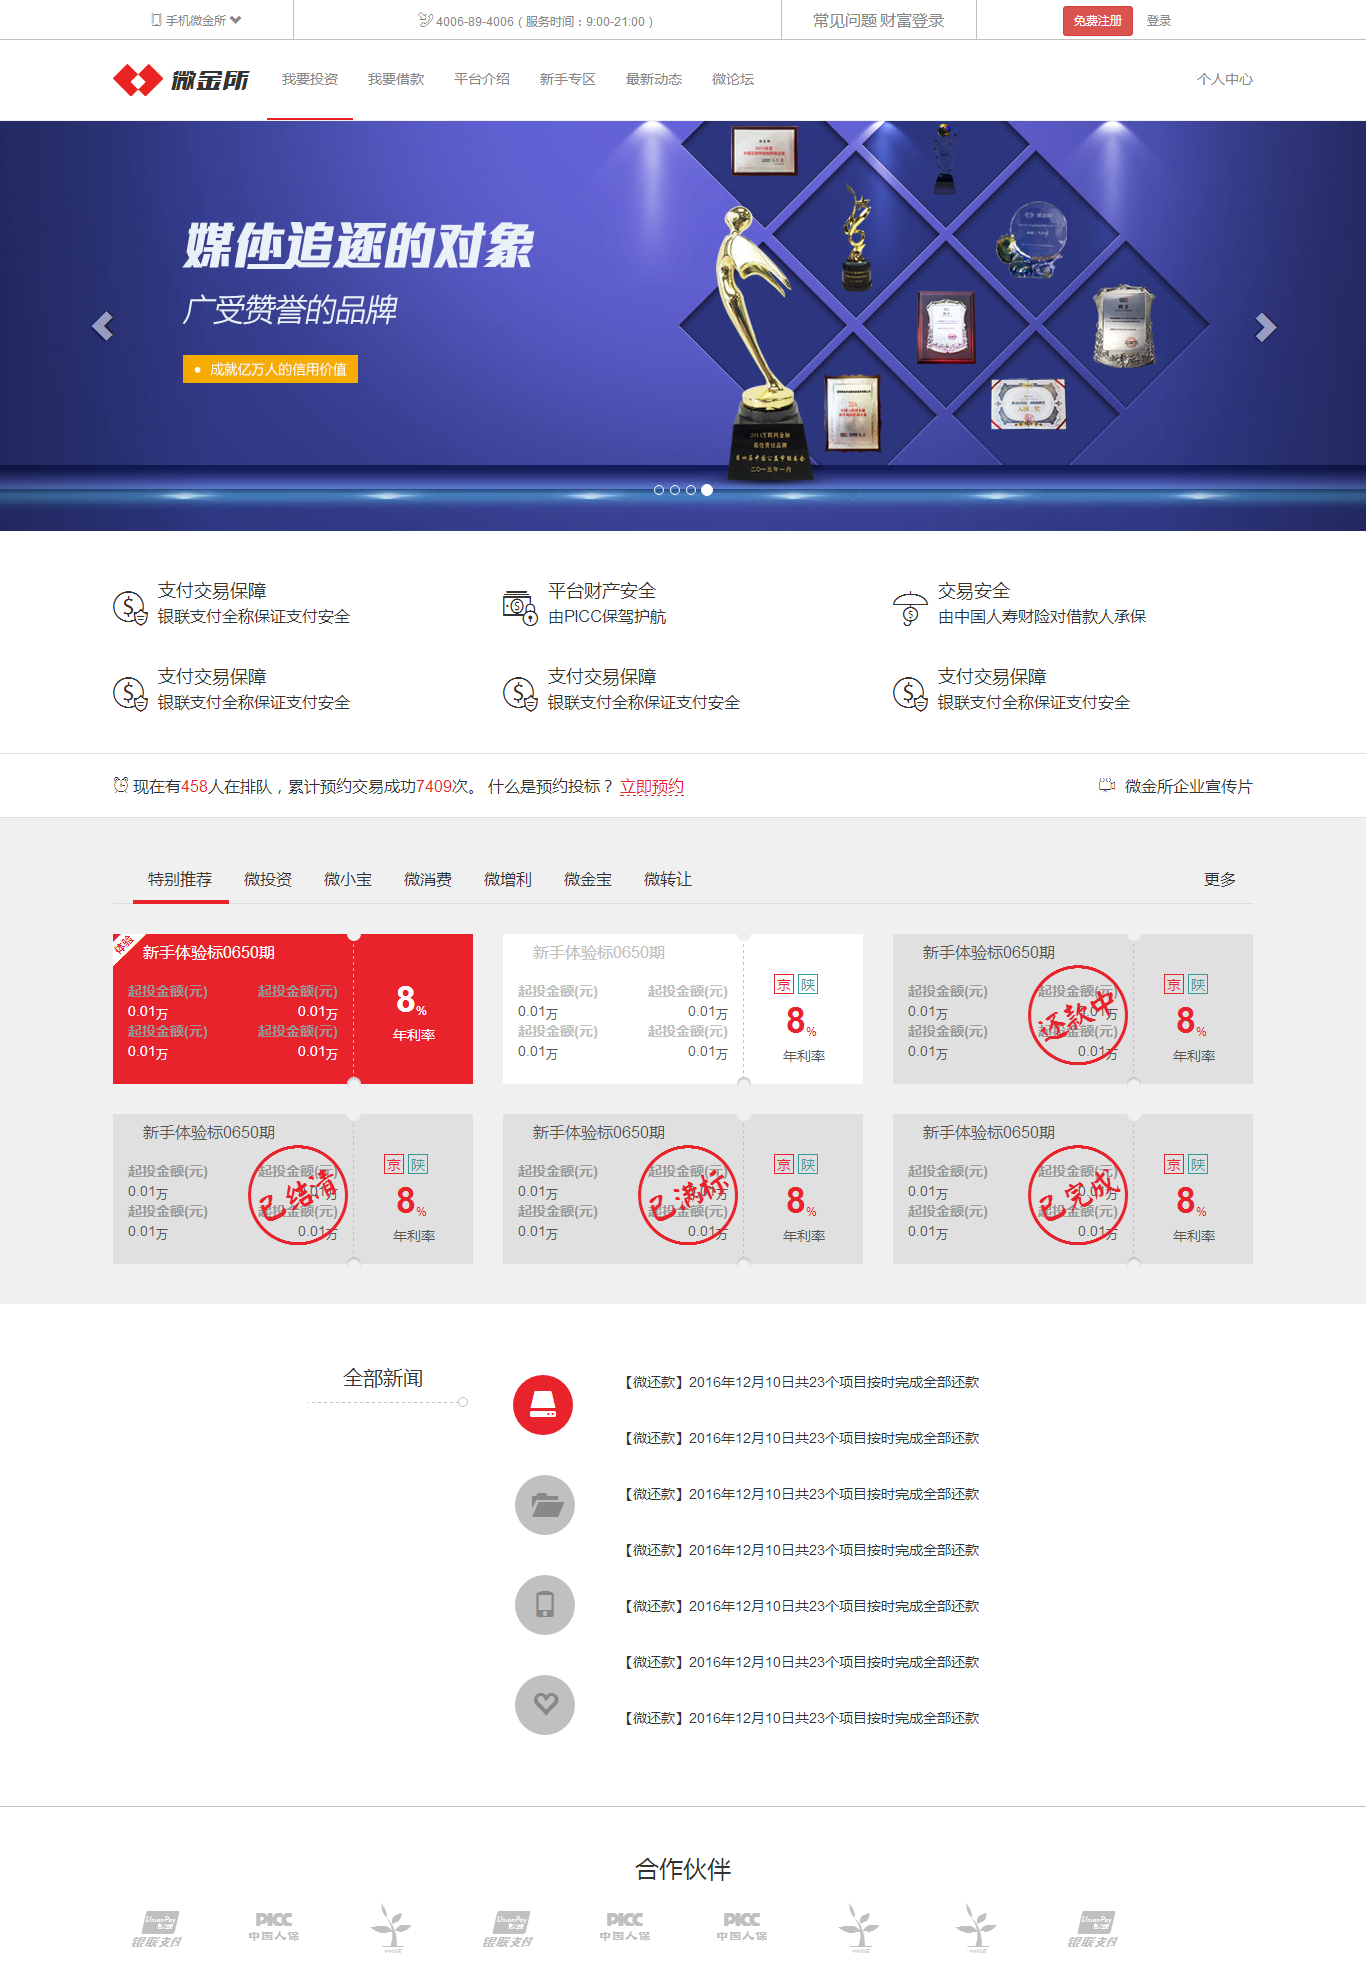 手机微金所
4006-89-4006（服务时间：9:00-21:00）
常见问题 财富登录
免费注册
登录
微金所
我要投资
我要借款
平台介绍
新手专区
最新动态
微论坛
个人中心
媒体追逐的对象
广受赞誉的品牌
• 成就亿万人的信用价值
支付交易保障
银联支付全称保证支付安全
平台财产安全
由PICC保驾护航
交易安全
由中国人寿财险对借款人承保
支付交易保障
银联支付全称保证支付安全
支付交易保障
银联支付全称保证支付安全
支付交易保障
银联支付全称保证支付安全
现在有458人在排队，累计预约交易成功7409次。 什么是预约投标？ 立即预约
微金所企业宣传片
特别推荐
微投资
微小宝
微消费
微增利
微金宝
微转让
更多
体验
新手体验标0650期
起投金额(元) 起投金额(元)
0.01万 0.01万
起投金额(元) 起投金额(元)
0.01万 0.01万
8%
年利率
新手体验标0650期
起投金额(元) 起投金额(元)
0.01万 0.01万
起投金额(元) 起投金额(元)
0.01万 0.01万
京 陕
8%
年利率
新手体验标0650期
起投金额(元) 起投金额(元)
0.01万 0.01万
起投金额(元) 起投金额(元)
0.01万 0.01万
还款中
京 陕
8%
年利率
新手体验标0650期
起投金额(元) 起投金额(元)
0.01万 0.01万
起投金额(元) 起投金额(元)
0.01万 0.01万
已结清
京 陕
8%
年利率
新手体验标0650期
起投金额(元) 起投金额(元)
0.01万 0.01万
起投金额(元) 起投金额(元)
0.01万 0.01万
已满标
京 陕
8%
年利率
新手体验标0650期
起投金额(元) 起投金额(元)
0.01万 0.01万
起投金额(元) 起投金额(元)
0.01万 0.01万
已完成
京 陕
8%
年利率
全部新闻
【微还款】2016年12月10日共23个项目按时完成全部还款
【微还款】2016年12月10日共23个项目按时完成全部还款
【微还款】2016年12月10日共23个项目按时完成全部还款
【微还款】2016年12月10日共23个项目按时完成全部还款
【微还款】2016年12月10日共23个项目按时完成全部还款
【微还款】2016年12月10日共23个项目按时完成全部还款
【微还款】2016年12月10日共23个项目按时完成全部还款
合作伙伴
UnionPay 银联
银联支付
PICC
中国人保
UnionPay 银联
银联支付
PICC
中国人保
PICC
中国人保
UnionPay 银联
银联支付